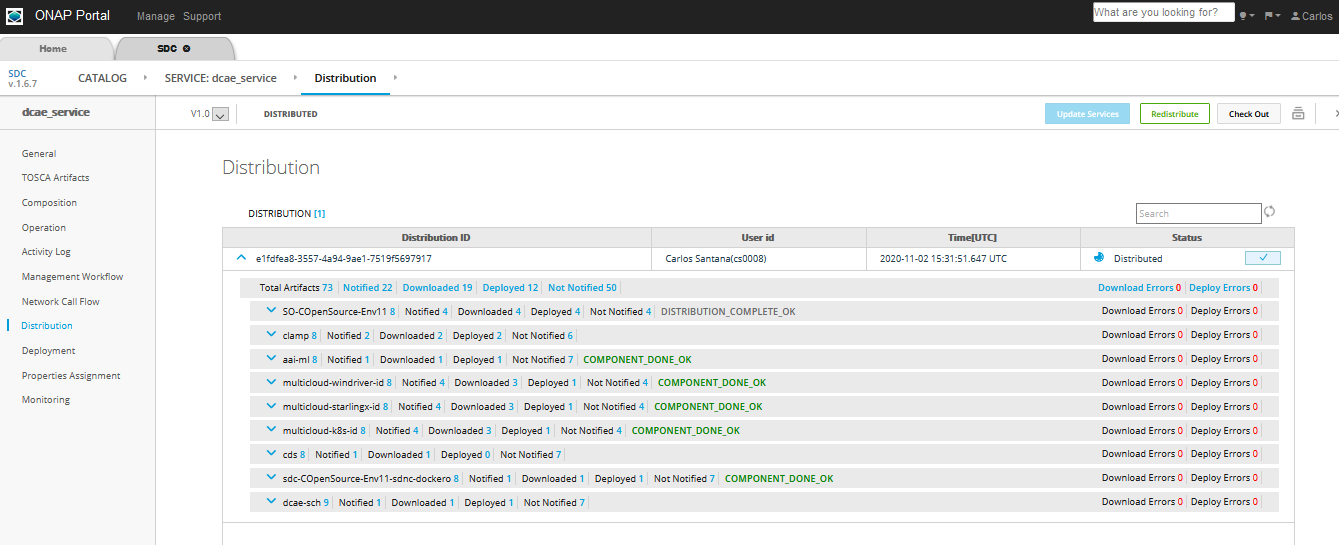 ONAP Portal Manage Support What are you looking for? Carlos
Home SDC
SDC
v.1.6.7
CATALOG SERVICE: dcae_service Distribution
dcae_service
V1.0 DISTRIBUTED Update Services Redistribute Check Out
General
TOSCA Artifacts
Composition
Operation
Activity Log
Management Workflow
Network Call Flow
Distribution
Deployment
Properties Assignment
Monitoring
Distribution
DISTRIBUTION [1] Search
Distribution ID User id Time[UTC] Status
e1fdfea8-3557-4a94-9ae1-7519f5697917 Carlos Santana(cs0008) 2020-11-02 15:31:51.647 UTC Distributed
Total Artifacts 73 Notified 22 Downloaded 19 Deployed 12 Not Notified 50 Download Errors 0 Deploy Errors 0
SO-COpenSource-Env11 8 Notified 4 Downloaded 4 Deployed 4 Not Notified 4 DISTRIBUTION_COMPLETE_OK Download Errors 0 Deploy Errors 0
clamp 8 Notified 2 Downloaded 2 Deployed 2 Not Notified 6 Download Errors 0 Deploy Errors 0
aai-ml 8 Notified 1 Downloaded 1 Deployed 1 Not Notified 7 COMPONENT_DONE_OK Download Errors 0 Deploy Errors 0
multicloud-windriver-id 8 Notified 4 Downloaded 3 Deployed 1 Not Notified 4 COMPONENT_DONE_OK Download Errors 0 Deploy Errors 0
multicloud-starlingx-id 8 Notified 4 Downloaded 3 Deployed 1 Not Notified 4 COMPONENT_DONE_OK Download Errors 0 Deploy Errors 0
multicloud-k8s-id 8 Notified 4 Downloaded 3 Deployed 1 Not Notified 4 COMPONENT_DONE_OK Download Errors 0 Deploy Errors 0
cds 8 Notified 1 Downloaded 1 Deployed 0 Not Notified 7 Download Errors 0 Deploy Errors 0
sdc-COpenSource-Env11-sdnc-dockero 8 Notified 1 Downloaded 1 Deployed 1 Not Notified 7 COMPONENT_DONE_OK Download Errors 0 Deploy Errors 0
dcae-sch 9 Notified 1 Downloaded 1 Deployed 1 Not Notified 7 Download Errors 0 Deploy Errors 0